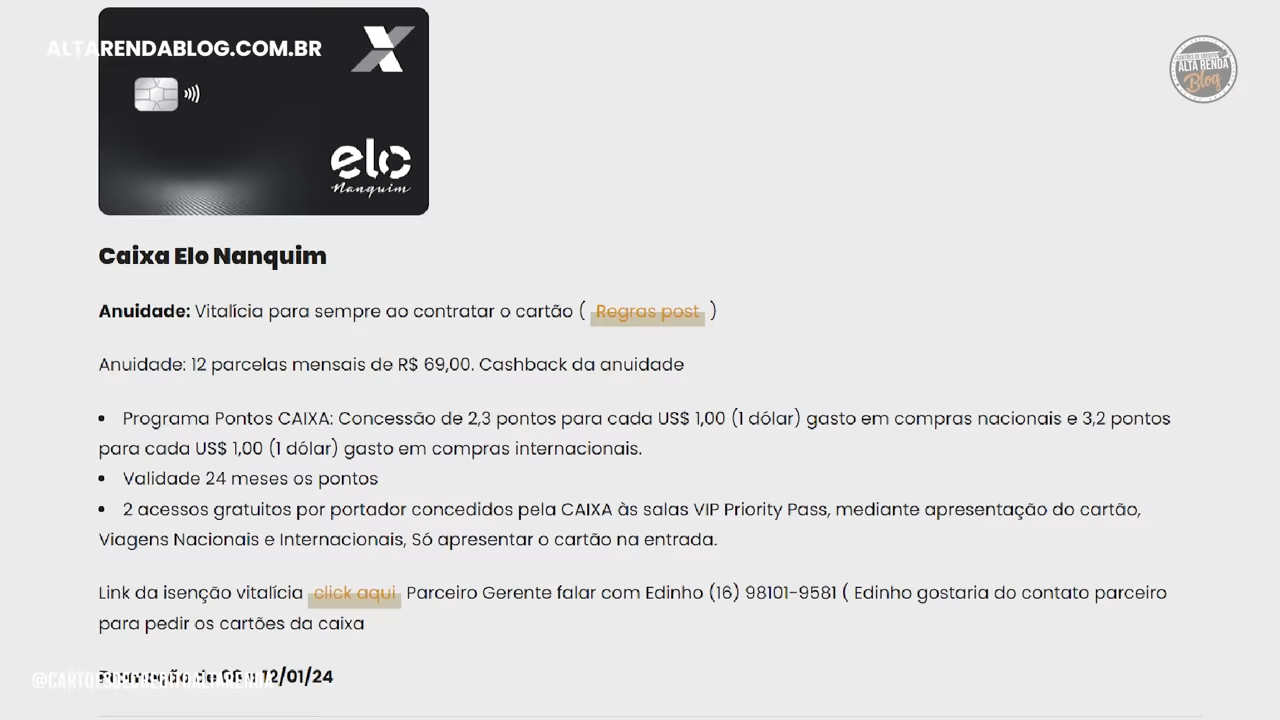 ALTARENDABLOG.COM.BR
CARTÕES DE CRÉDITO
ALTA RENDA
Blog
elo
Nanquim
Caixa Elo Nanquim
Anuidade: Vitalícia para sempre ao contratar o cartão ( Regras post )
Anuidade: 12 parcelas mensais de R$ 69,00. Cashback da anuidade
• Programa Pontos CAIXA: Concessão de 2,3 pontos para cada US$ 1,00 (1 dólar) gasto em compras nacionais e 3,2 pontos
para cada US$ 1,00 (1 dólar) gasto em compras internacionais.
• Validade 24 meses os pontos
• 2 acessos gratuitos por portador concedidos pela CAIXA às salas VIP Priority Pass, mediante apresentação do cartão,
Viagens Nacionais e Internacionais, Só apresentar o cartão na entrada.
Link da isenção vitalícia click aqui Parceiro Gerente falar com Edinho (16) 98101-9581 ( Edinho gostaria do contato parceiro
para pedir os cartões da caixa
12/01/24